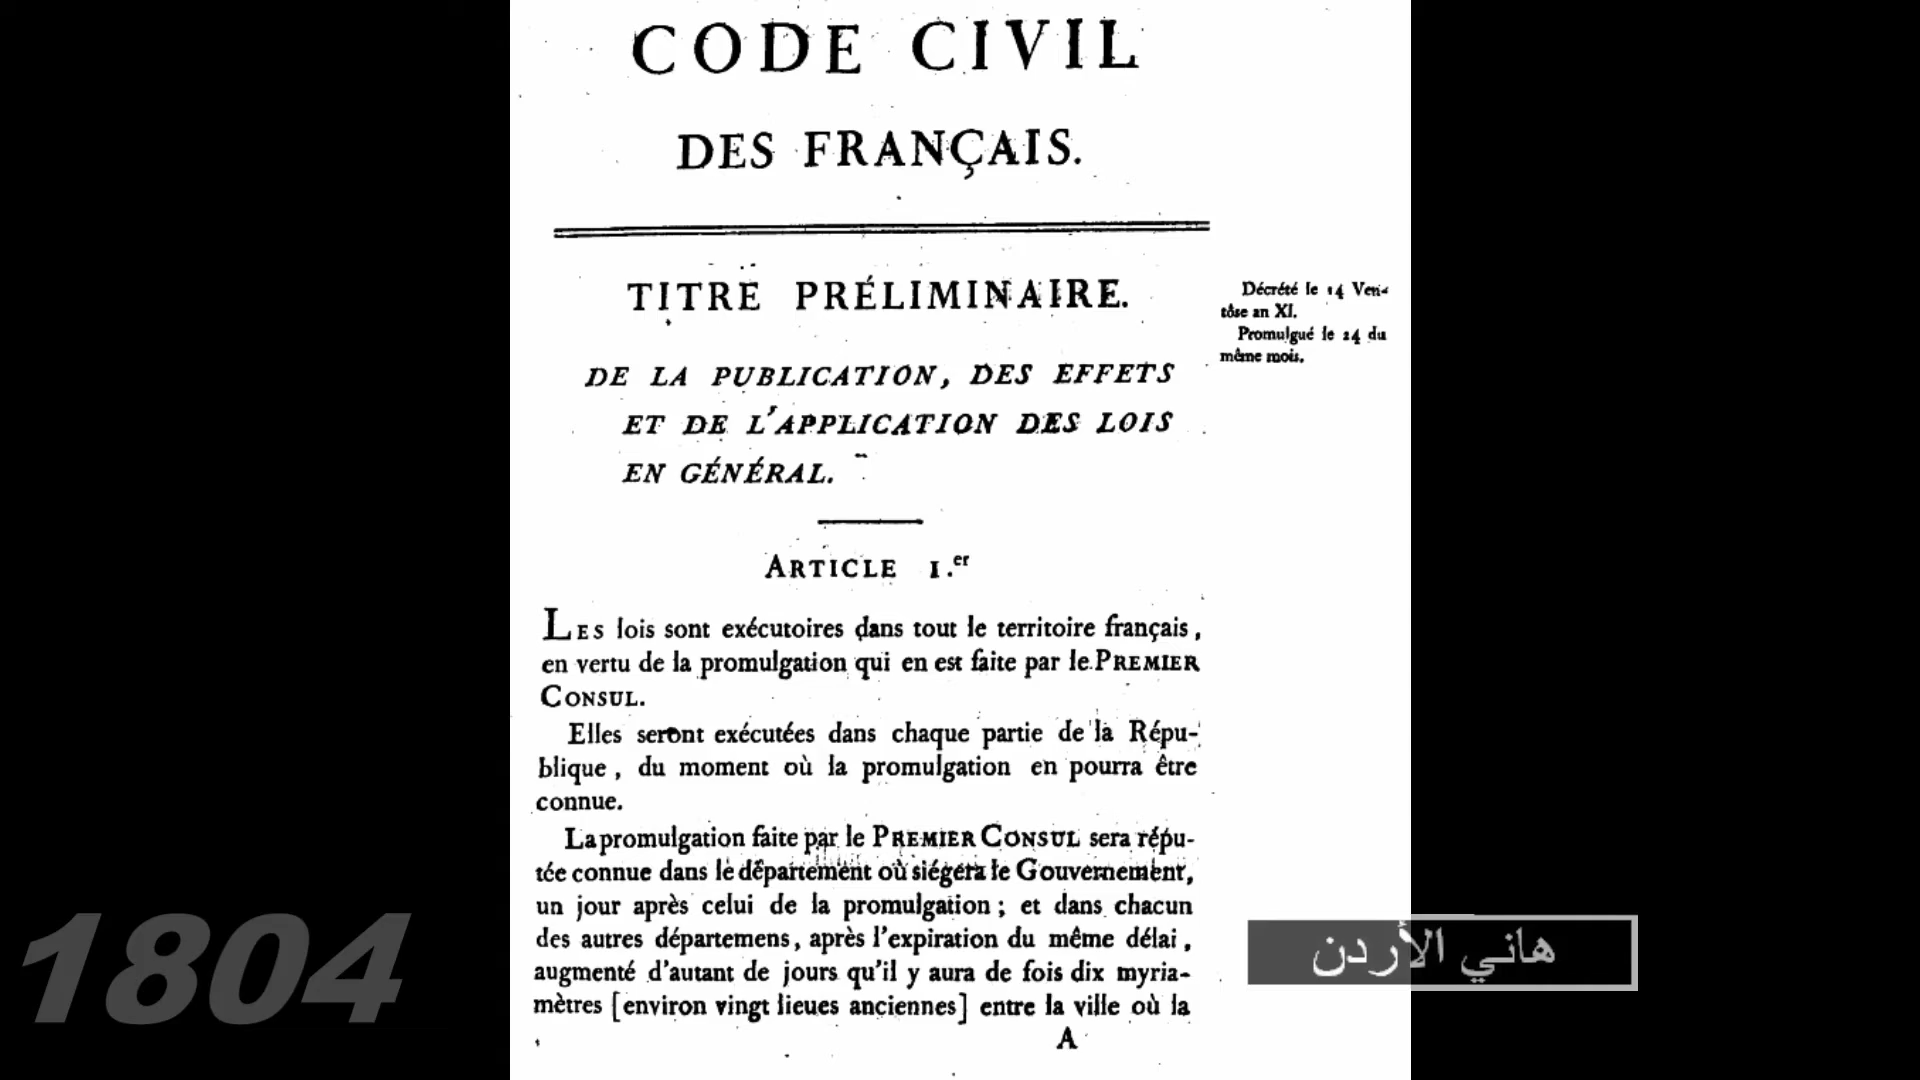 CODE CIVIL
DES FRANÇAIS.
TITRE PRÉLIMINAIRE.
Décrété le 14 Ven-
tôse an XI.
Promulgué le 24 du
même mois.
DE LA PUBLICATION, DES EFFETS
ET DE L'APPLICATION DES LOIS
EN GÉNÉRAL.
ARTICLE 1.er
LES lois sont exécutoires dans tout le territoire français,
en vertu de la promulgation qui en est faite par le PREMIER
CONSUL.
Elles seront exécutées dans chaque partie de la Répu-
blique, du moment où la promulgation en pourra être
connue.
La promulgation faite par le PREMIER CONSUL sera répu-
tée connue dans le département où siégera le Gouvernement,
un jour après celui de la promulgation; et dans chacun
des autres départemens, après l'expiration du même délai,
augmenté d'autant de jours qu'il y aura de fois dix myria-
mètres [environ vingt lieues anciennes] entre la ville où la
A
1804
هاني الأردن